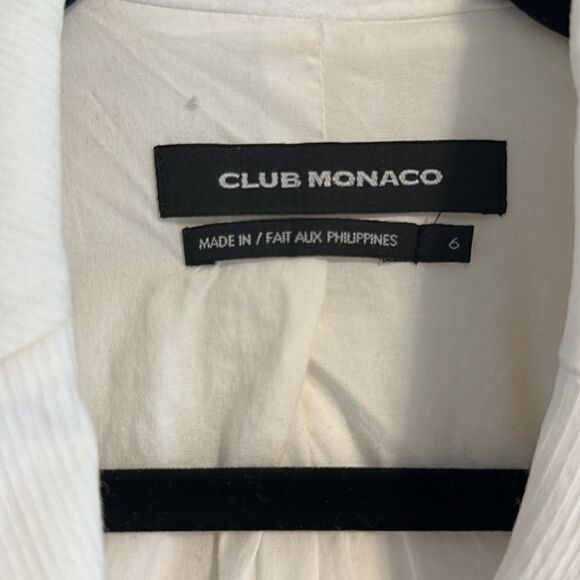 CLUB MONACO
MADE IN / FAIT AUX PHILIPPINES 6